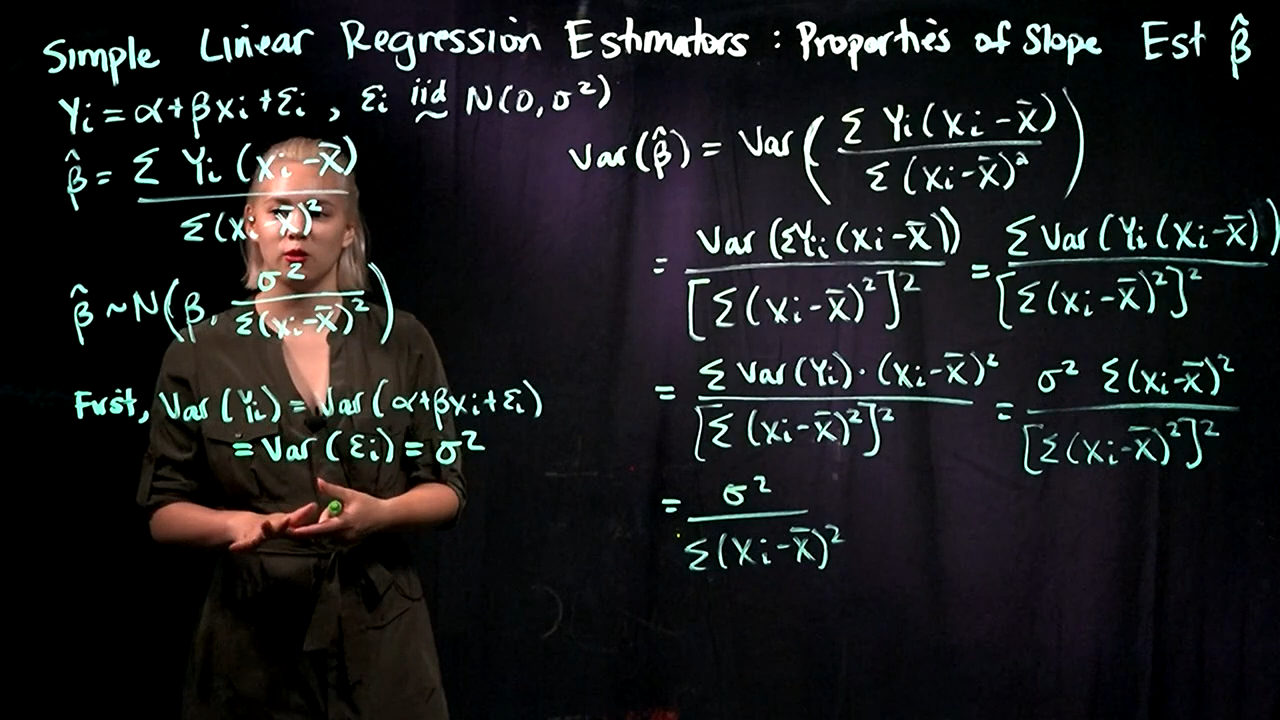 Simple Linear Regression Estimators : Properties of Slope Est β̂
Yi = α+βxi+εi , εi iid ~ N(0, σ²)
β̂ = Σ Yi (xi-x̄) / Σ(xi-x̄)²
β̂ ~ N(β, σ² / Σ(xi-x̄)²)
First, Var (Yi) = Var (α+βxi+εi)
= Var (εi) = σ²
Var(β̂) = Var ( Σ Yi (xi-x̄) / Σ (xi-x̄)² )
= Var (ΣYi (xi-x̄)) / [Σ(xi-x̄)²]² = Σ Var (Yi (xi-x̄)) / [Σ(xi-x̄)²]²
= Σ Var (Yi) · (xi-x̄)² / [Σ (xi-x̄)²]² = σ² Σ(xi-x̄)² / [Σ(xi-x̄)²]²
= σ² / Σ(xi-x̄)²